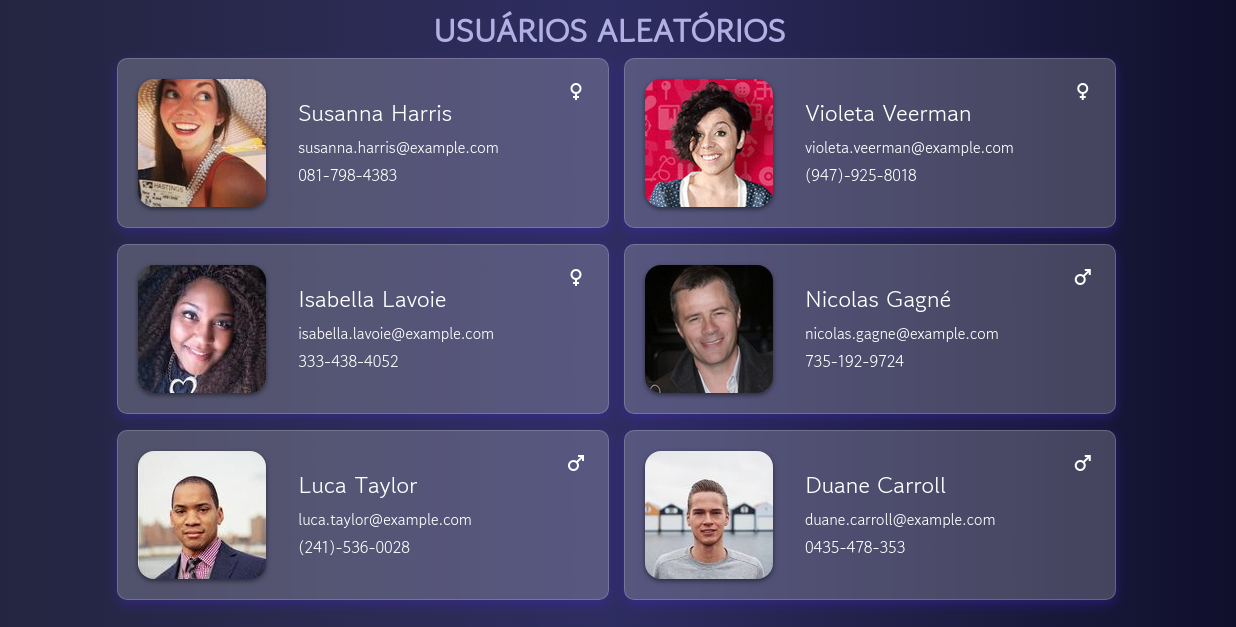 USUÁRIOS ALEATÓRIOS
Susanna Harris
susanna.harris@example.com
081-798-4383
HASTINGS
Violeta Veerman
violeta.veerman@example.com
(947)-925-8018
Isabella Lavoie
isabella.lavoie@example.com
333-438-4052
Nicolas Gagné
nicolas.gagne@example.com
735-192-9724
Luca Taylor
luca.taylor@example.com
(241)-536-0028
Duane Carroll
duane.carroll@example.com
0435-478-353